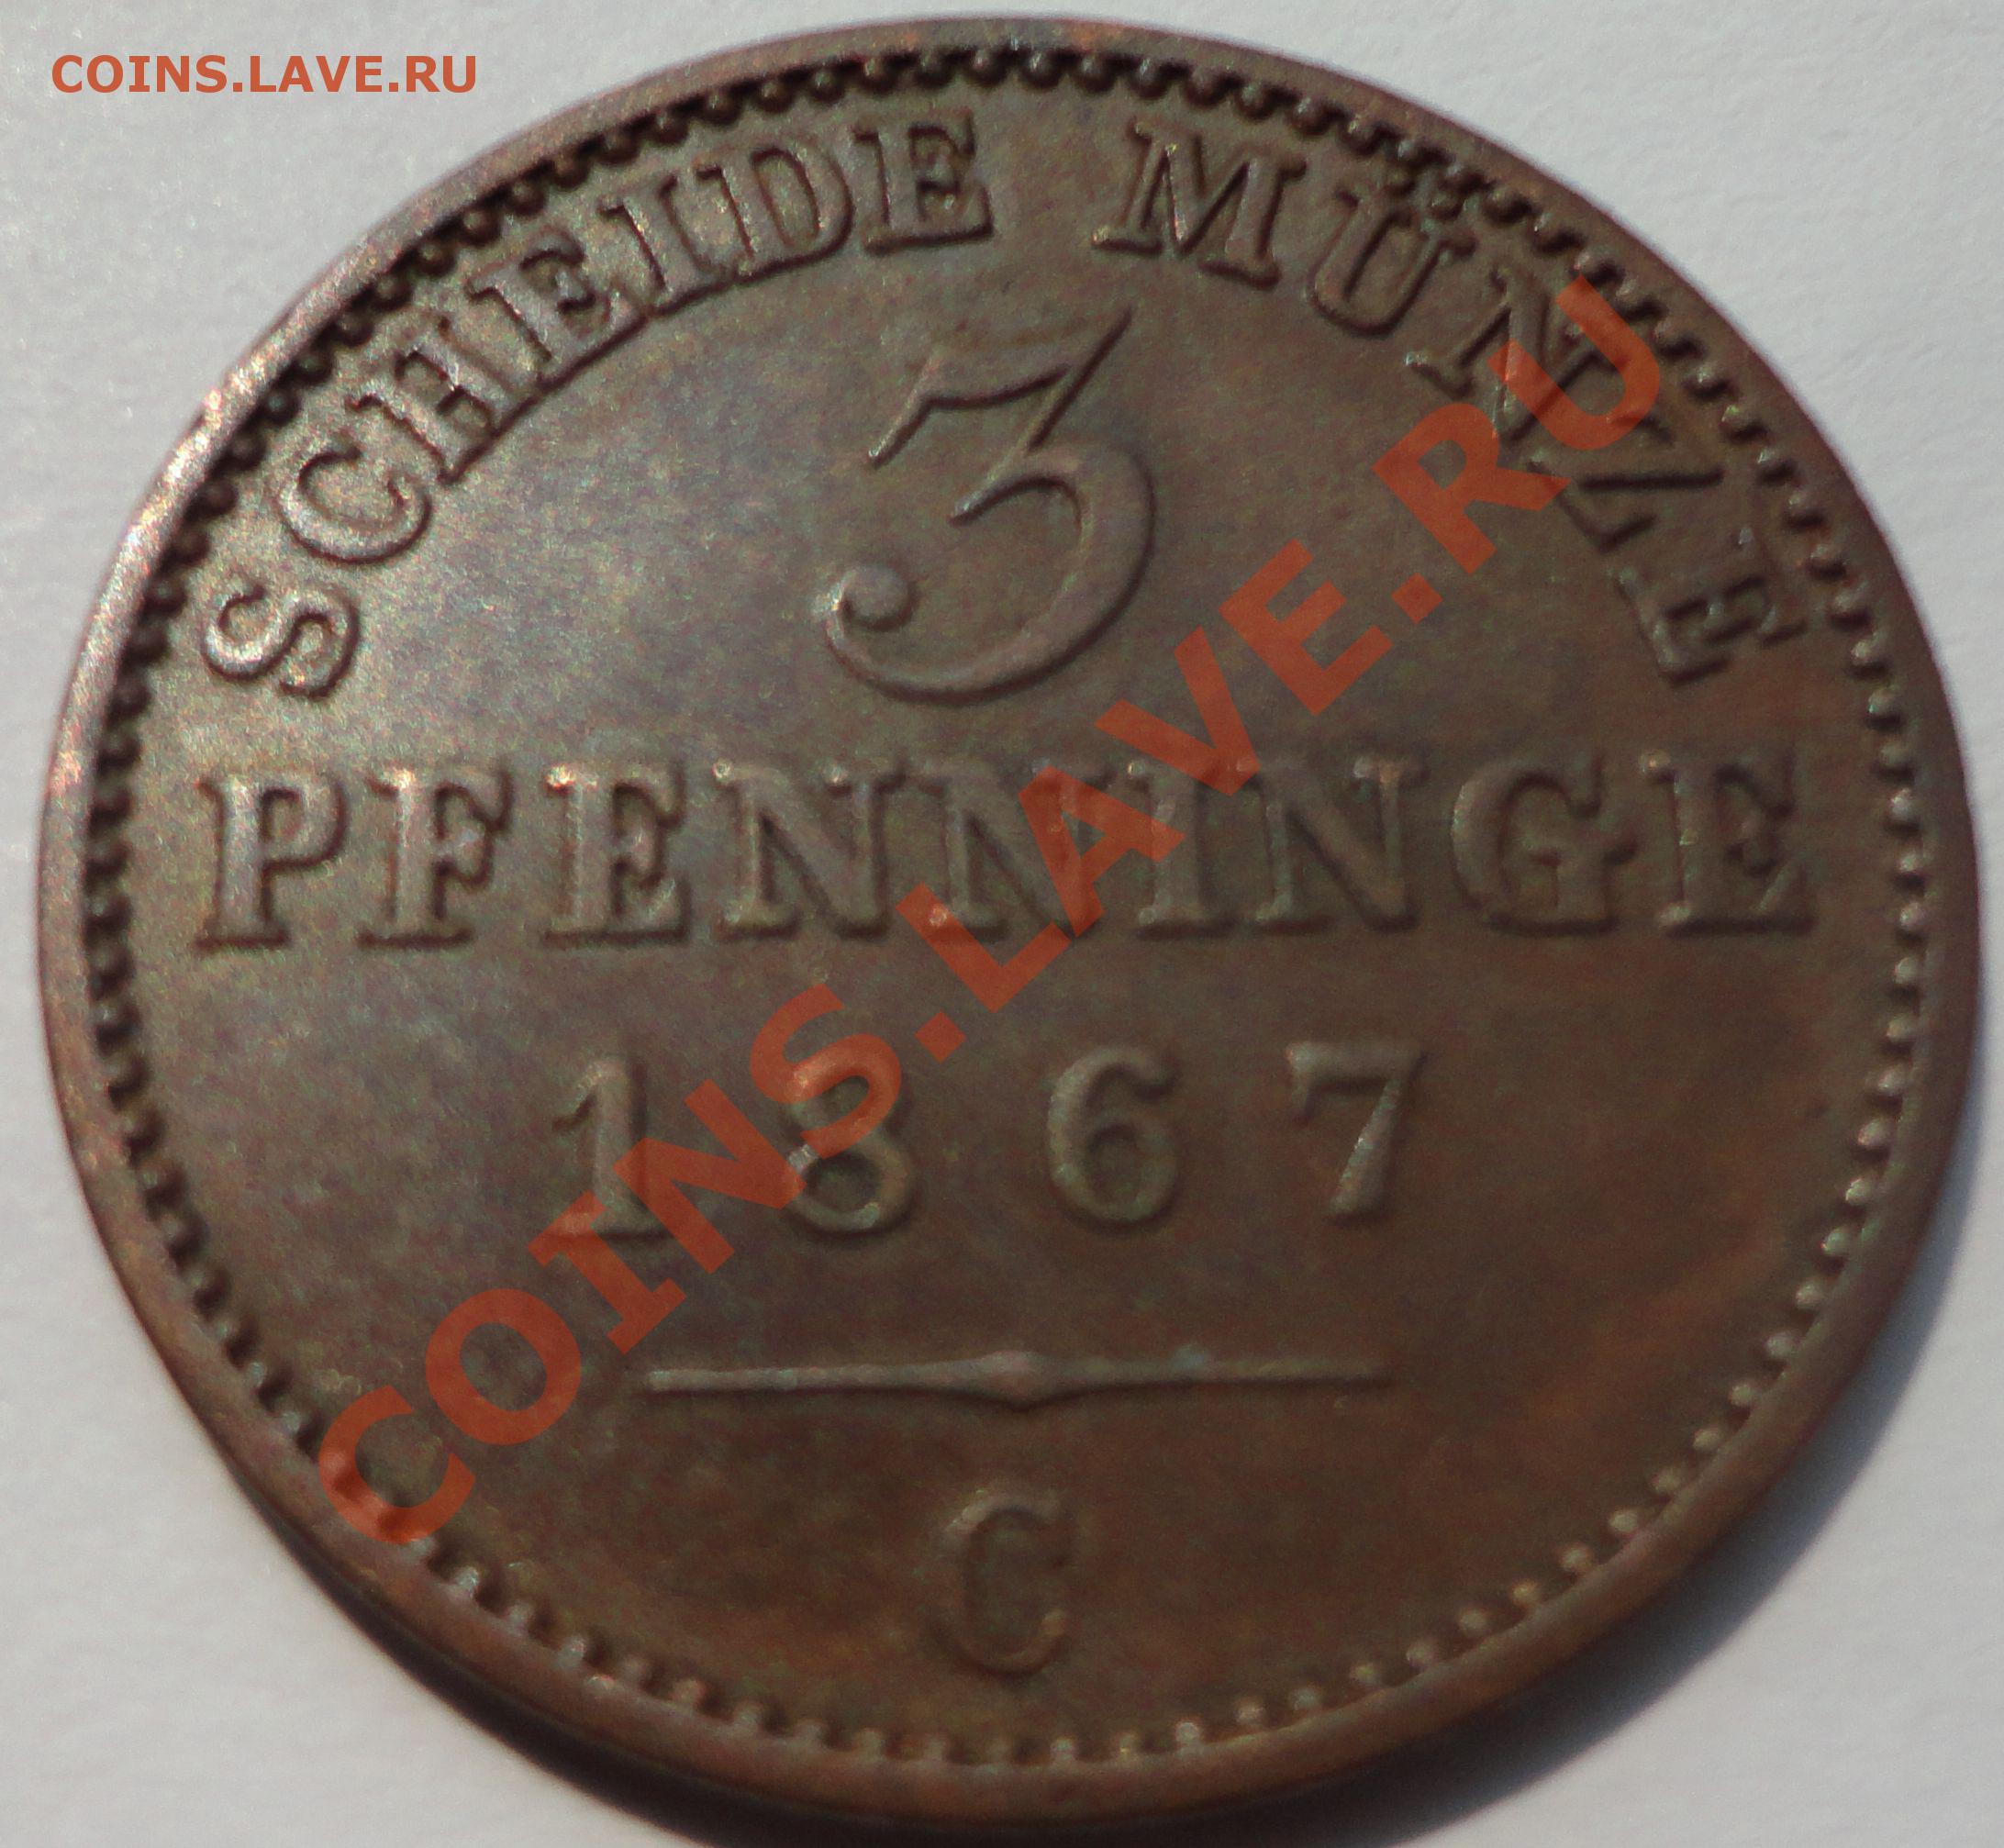 COINS.LAVE.RU
SCHEIDE MÜNZE
3
PFENNINGE
1867
C
COINS.LAVE.RU